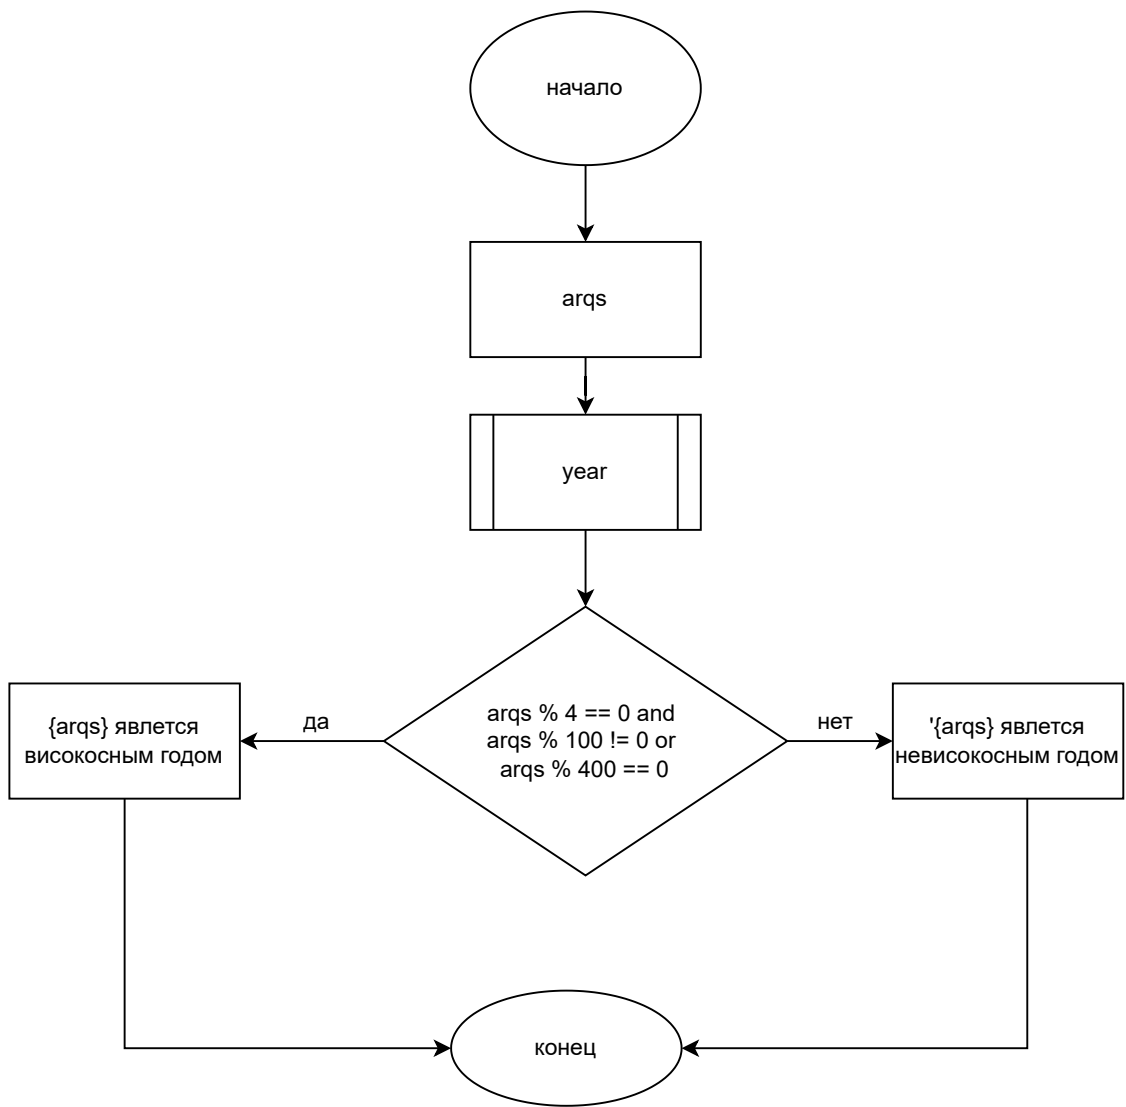 начало
arqs
year
arqs % 4 == 0 and
arqs % 100 != 0 or
arqs % 400 == 0
да
нет
{arqs} явлется
високосным годом
'{arqs} явлется
невисокосным годом
конец